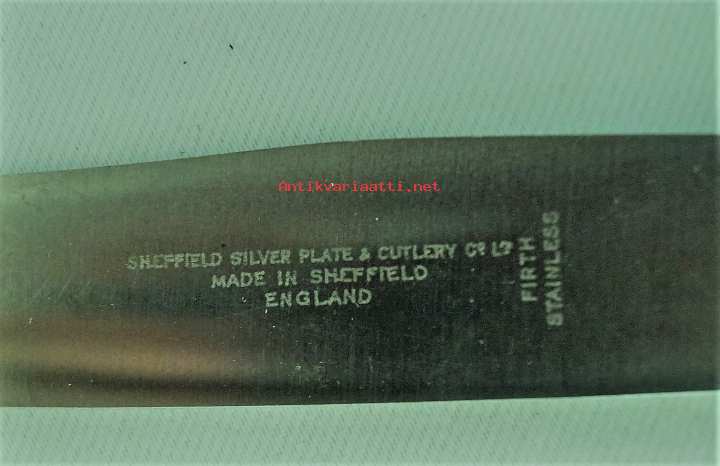 Antikvariaatti.net
SHEFFIELD SILVER PLATE & CUTLERY Cº Lᴰ
MADE IN SHEFFIELD
ENGLAND
FIRTH
STAINLESS